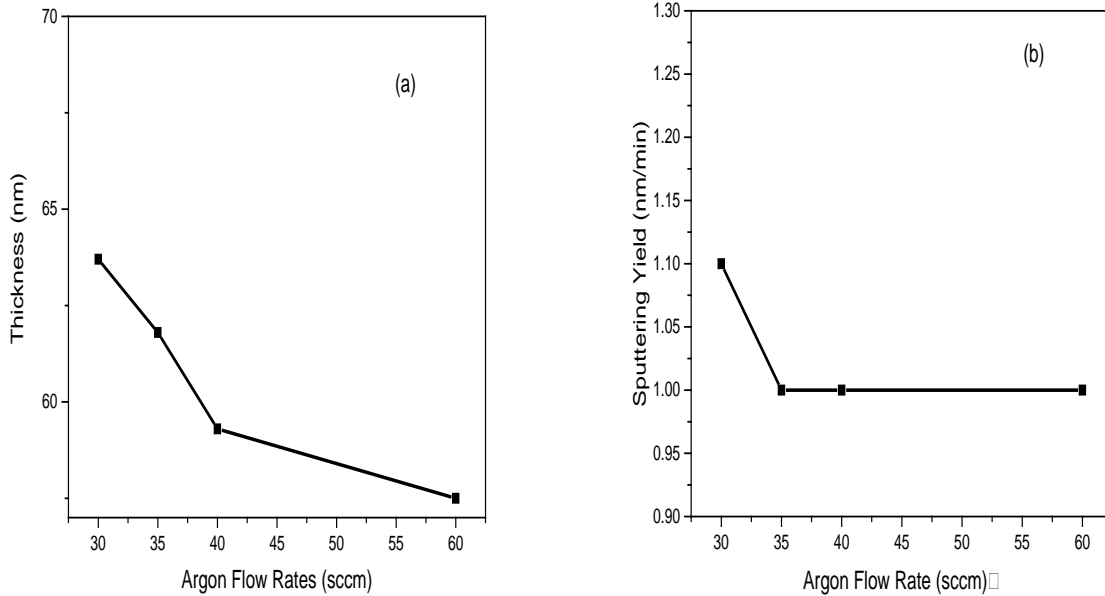 70
65
60
Thickness (nm)
(a)
30 35 40 45 50 55 60
Argon Flow Rates (sccm)
1.30
1.25
1.20
1.15
1.10
1.05
1.00
0.95
0.90
Sputtering Yield (nm/min)
(b)
30 35 40 45 50 55 60
Argon Flow Rate (sccm)□